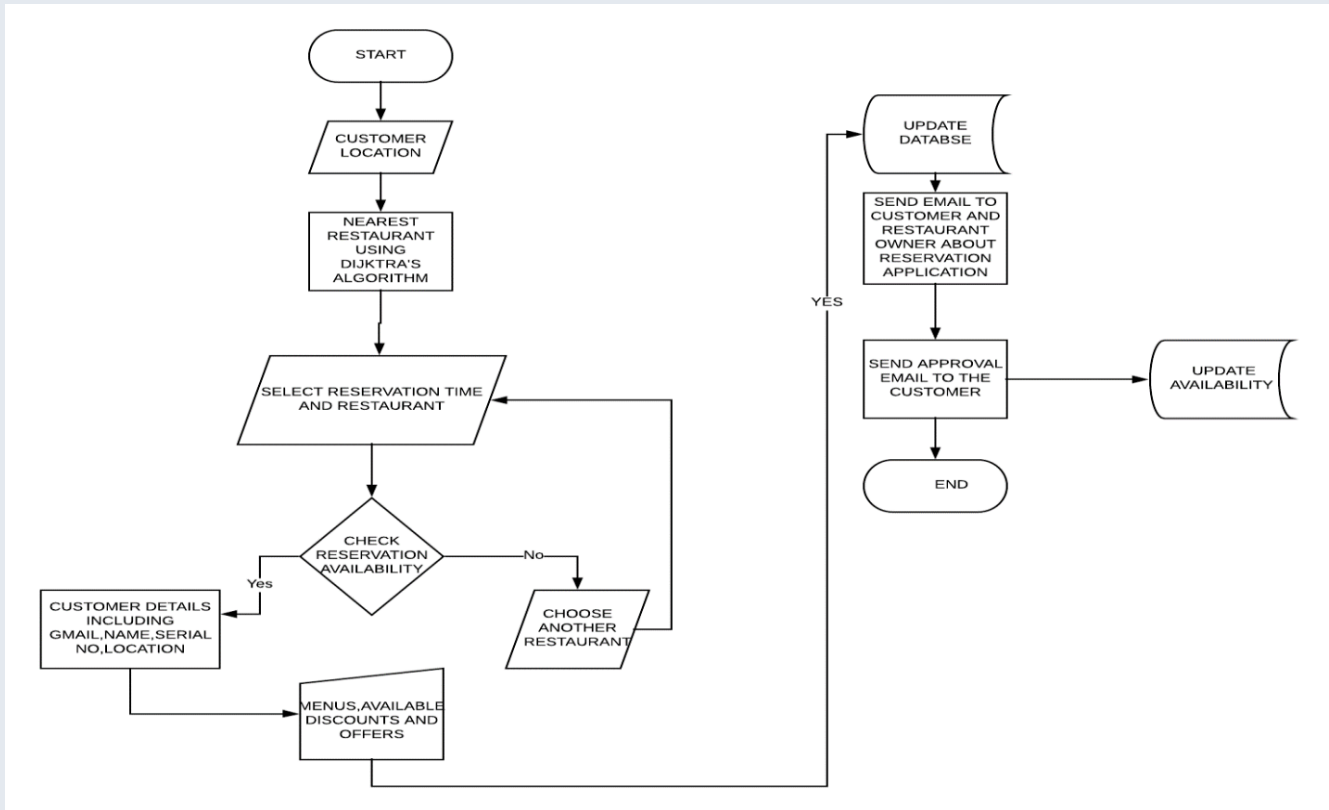 START
CUSTOMER
LOCATION
NEAREST
RESTAURANT
USING
DIJKTRA'S
ALGORITHM
SELECT RESERVATION TIME
AND RESTAURANT
CHECK
RESERVATION
AVAILABILITY
Yes
No
CUSTOMER DETAILS
INCLUDING
GMAIL,NAME,SERIAL
NO,LOCATION
CHOOSE
ANOTHER
RESTAURANT
MENUS,AVAILABLE
DISCOUNTS AND
OFFERS
YES
UPDATE
DATABSE
SEND EMAIL TO
CUSTOMER AND
RESTAURANT
OWNER ABOUT
RESERVATION
APPLICATION
SEND APPROVAL
EMAIL TO THE
CUSTOMER
UPDATE
AVAILABILITY
END